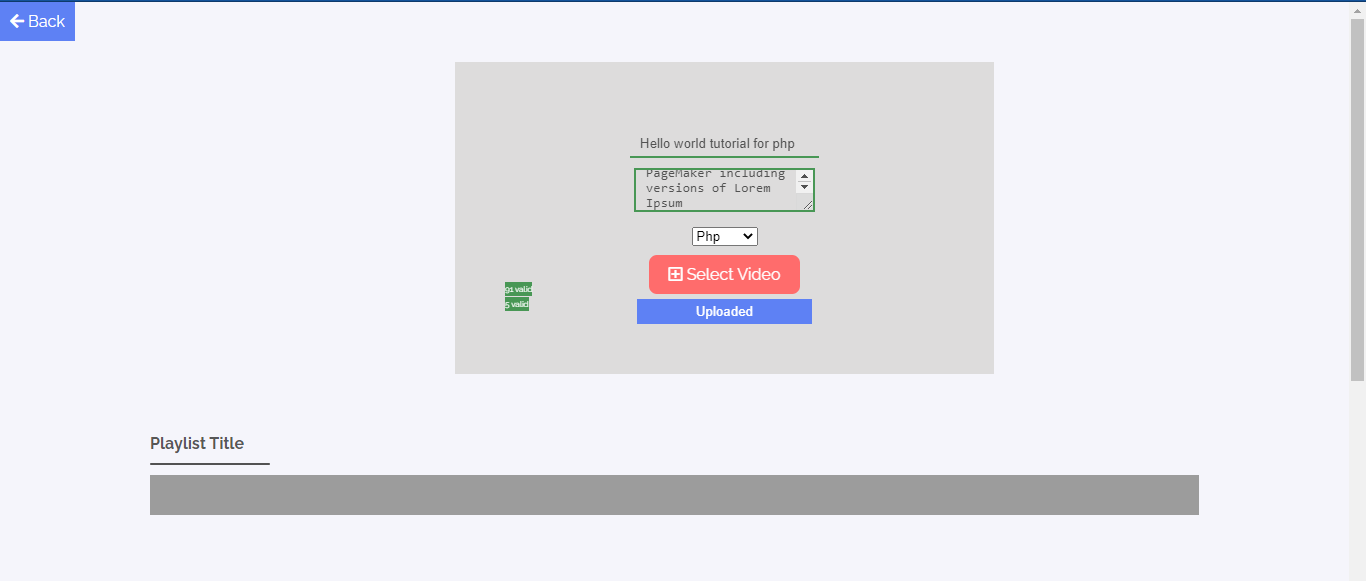 Back
Hello world tutorial for php
PageMaker including
versions of Lorem
Ipsum
Php
Select Video
91 valid
5 valid
Uploaded
Playlist Title